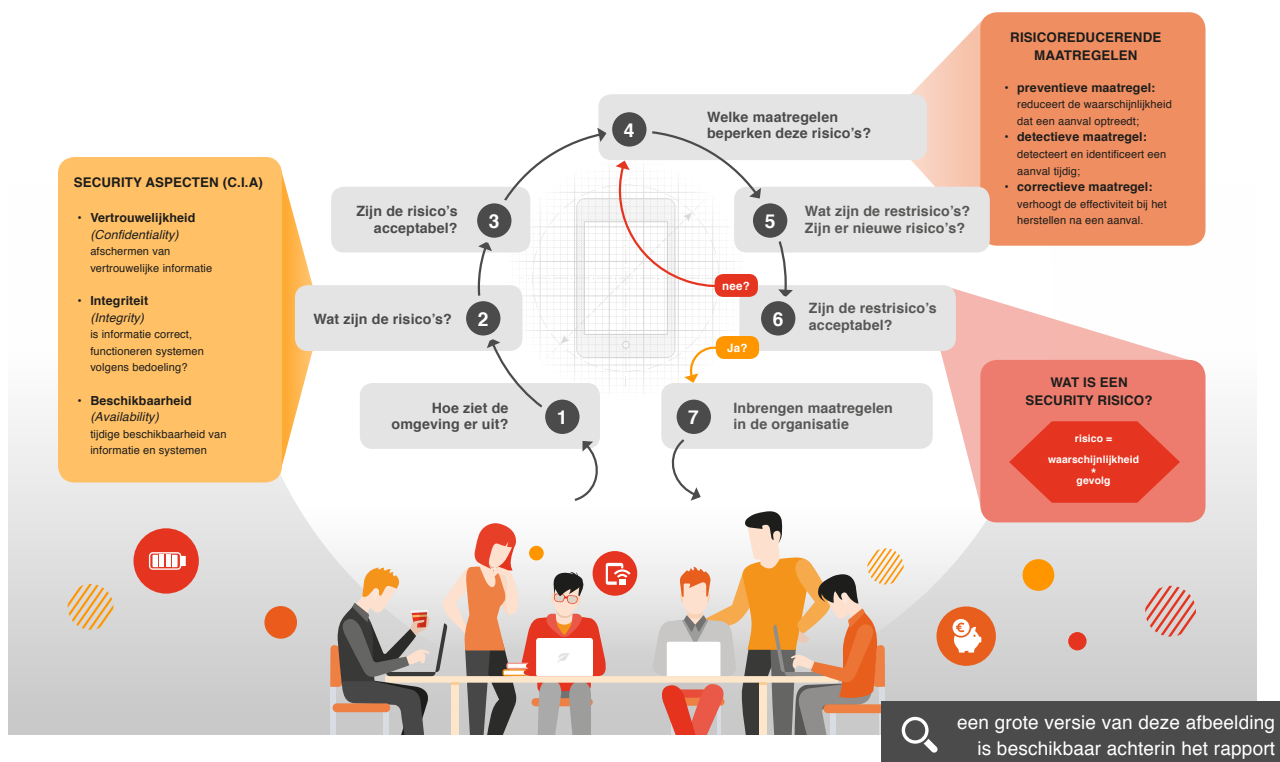 SECURITY ASPECTEN (C.I.A)
• Vertrouwelijkheid
(Confidentiality)
afschermen van
vertrouwelijke informatie
• Integriteit
(Integrity)
is informatie correct,
functioneren systemen
volgens bedoeling?
• Beschikbaarheid
(Availability)
tijdige beschikbaarheid van
informatie en systemen
Hoe ziet de
omgeving er uit?
1
Wat zijn de risico's?
2
Zijn de risico's
acceptabel?
3
4
Welke maatregelen
beperken deze risico's?
5
Wat zijn de restrisico's?
Zijn er nieuwe risico's?
nee?
6
Zijn de restrisico's
acceptabel?
Ja?
7
Inbrengen maatregelen
in de organisatie
RISICOREDUCERENDE
MAATREGELEN
• preventieve maatregel:
reduceert de waarschijnlijkheid
dat een aanval optreedt;
• detectieve maatregel:
detecteert en identificeert een
aanval tijdig;
• correctieve maatregel:
verhoogt de effectiviteit bij het
herstellen na een aanval.
WAT IS EEN
SECURITY RISICO?
risico =
waarschijnlijkheid
*
gevolg
€
een grote versie van deze afbeelding
is beschikbaar achterin het rapport